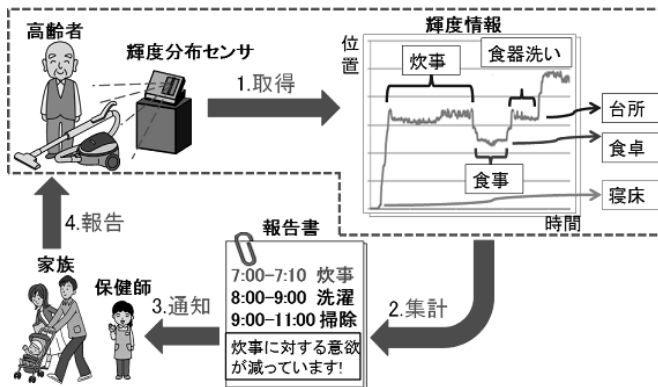 高齢者
輝度分布センサ
1.取得
輝度情報
位置
炊事
食器洗い
食事
台所
食卓
寝床
時間
2.集計
報告書
7:00-7:10 炊事
8:00-9:00 洗濯
9:00-11:00 掃除
炊事に対する意欲
が減っています!
3.通知
保健師
家族
4.報告